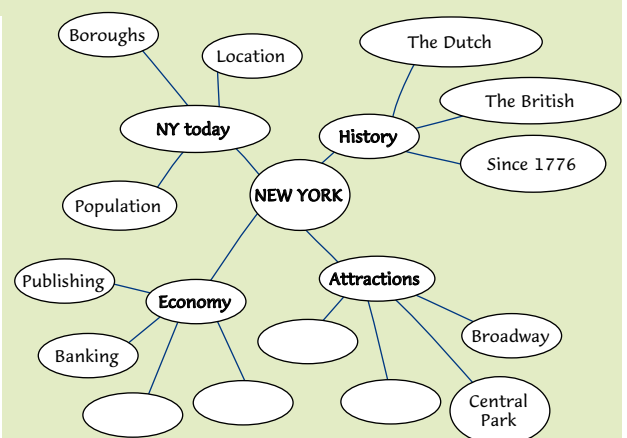 Boroughs
Location
The Dutch
The British
NY today
History
Since 1776
NEW YORK
Population
Publishing
Economy
Attractions
Banking
Broadway
Central
Park